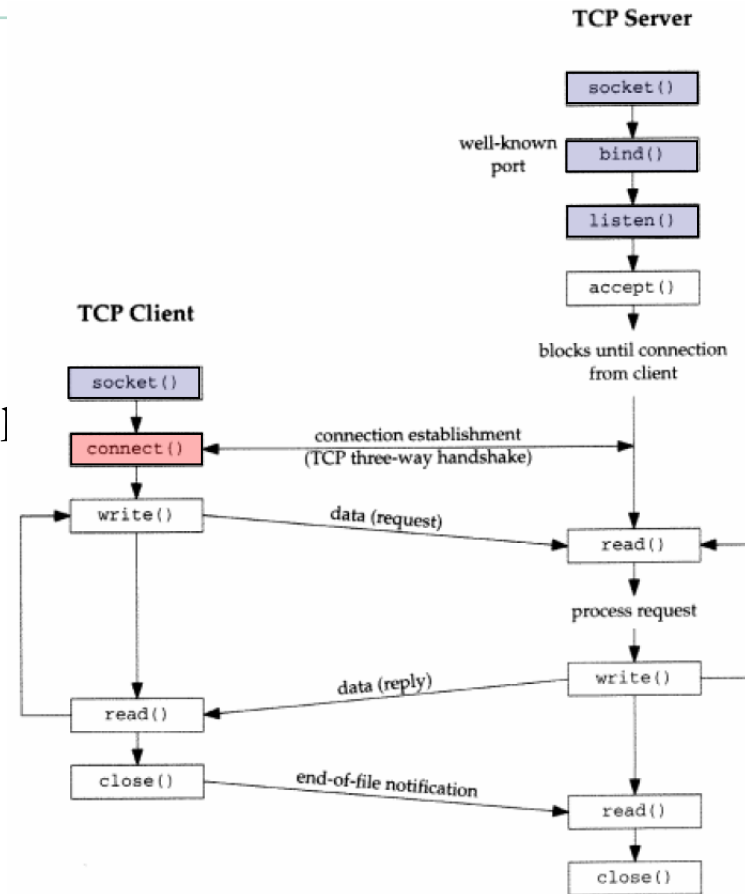 TCP Server
socket()
well-known
port
bind()
listen()
accept()
blocks until connection
from client
TCP Client
socket()
]
connect()
connection establishment
(TCP three-way handshake)
write()
data (request)
read()
process request
write()
data (reply)
read()
close()
end-of-file notification
read()
close()